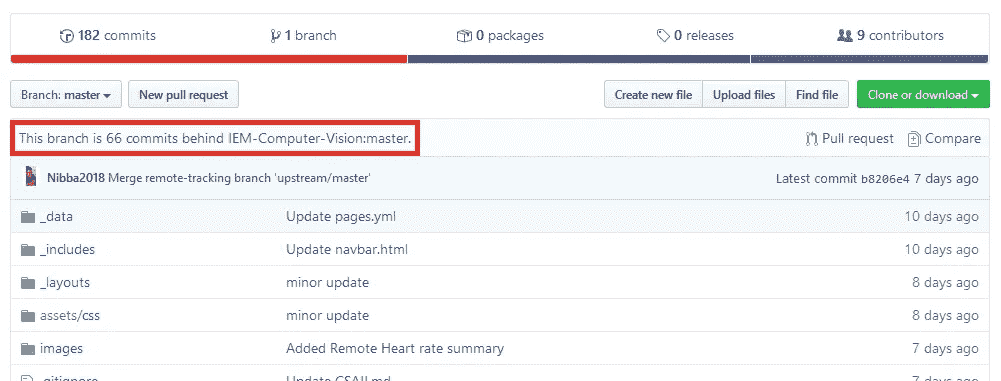 182 commits 1 branch 0 packages 0 releases 9 contributors
Branch: master New pull request Create new file Upload files Find file Clone or download
This branch is 66 commits behind IEM-Computer-Vision:master. Pull request Compare
Nibba2018 Merge remote-tracking branch 'upstream/master' Latest commit b8206e4 7 days ago
_data Update pages.yml 10 days ago
_includes Update navbar.html 10 days ago
_layouts minor update 8 days ago
assets/css minor update 8 days ago
images Added Remote Heart rate summary 7 days ago
.gitignore Update CSAII.md 7 days ago